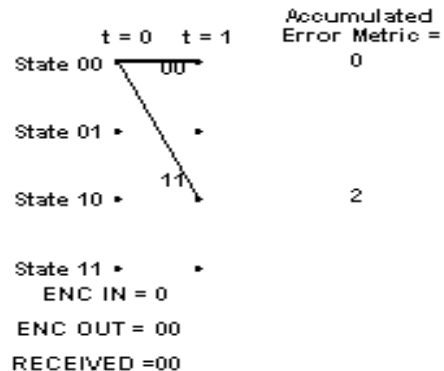 Accumulated
t = 0 t = 1 Error Metric =
State 00 00 0
State 01
11
State 10 2
State 11
ENC IN = 0
ENC OUT = 00
RECEIVED =00